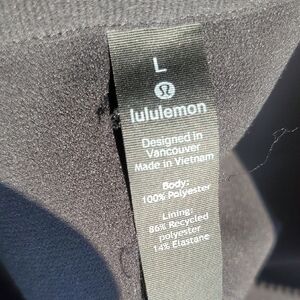 L
lululemon
Designed in
Vancouver
Made in Vietnam
Body:
100% Polyester
Lining:
86% Recycled
polyester
14% Elastane